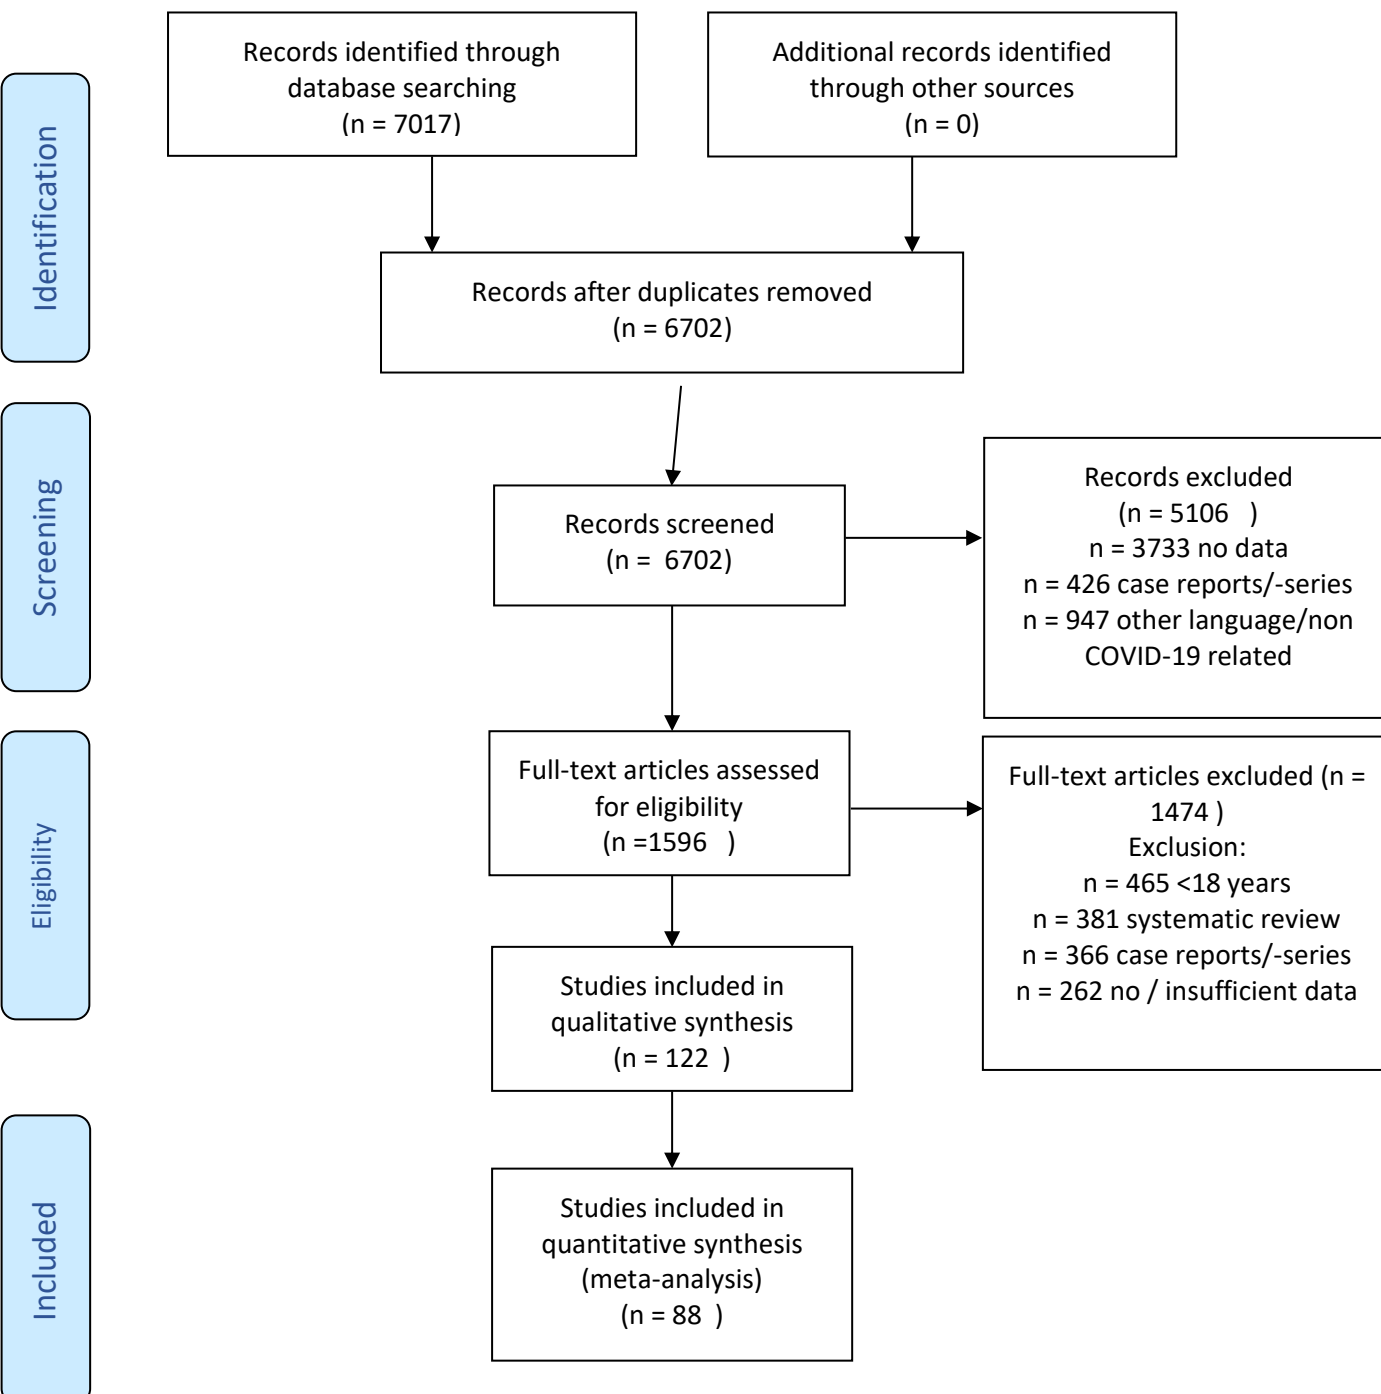 Identification
Records identified through
database searching
(n = 7017)
Additional records identified
through other sources
(n = 0)
Records after duplicates removed
(n = 6702)
Screening
Records screened
(n =  6702)
Records excluded
(n = 5106   )
n = 3733 no data
n = 426 case reports/-series
n = 947 other language/non
COVID-19 related
Eligibility
Full-text articles assessed
for eligibility
(n =1596   )
Full-text articles excluded (n =
1474 )
Exclusion:
n = 465 <18 years
n = 381 systematic review
n = 366 case reports/-series
n = 262 no / insufficient data
Studies included in
qualitative synthesis
(n = 122  )
Included
Studies included in
quantitative synthesis
(meta-analysis)
(n = 88  )